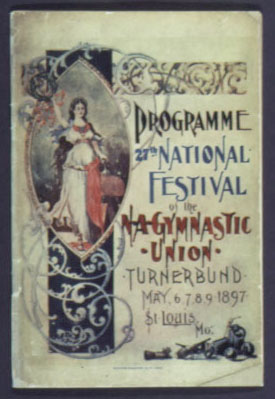 PROGRAMME
27th NATIONAL
FESTIVAL
of the
N·A·GYMNASTIC
·UNION·
·TURNERBUND·
MAY, 6, 7, 8, 9 1897
St. LOUIS,
Mo.